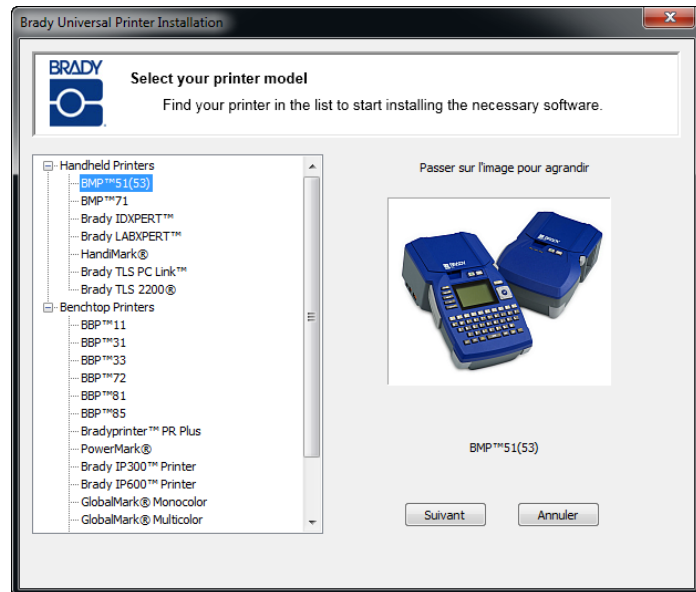 Brady Universal Printer Installation
BRADY
Select your printer model
Find your printer in the list to start installing the necessary software.
Handheld Printers
BMP™51(53)
BMP™71
Brady IDXPERT™
Brady LABXPERT™
HandiMark®
Brady TLS PC Link™
Brady TLS 2200®
Benchtop Printers
BBP™11
BBP™31
BBP™33
BBP™72
BBP™81
BBP™85
Bradyprinter™ PR Plus
PowerMark®
Brady IP300™ Printer
Brady IP600™ Printer
GlobalMark® Monocolor
GlobalMark® Multicolor
Passer sur l'image pour agrandir
BMP™51(53)
Suivant
Annuler